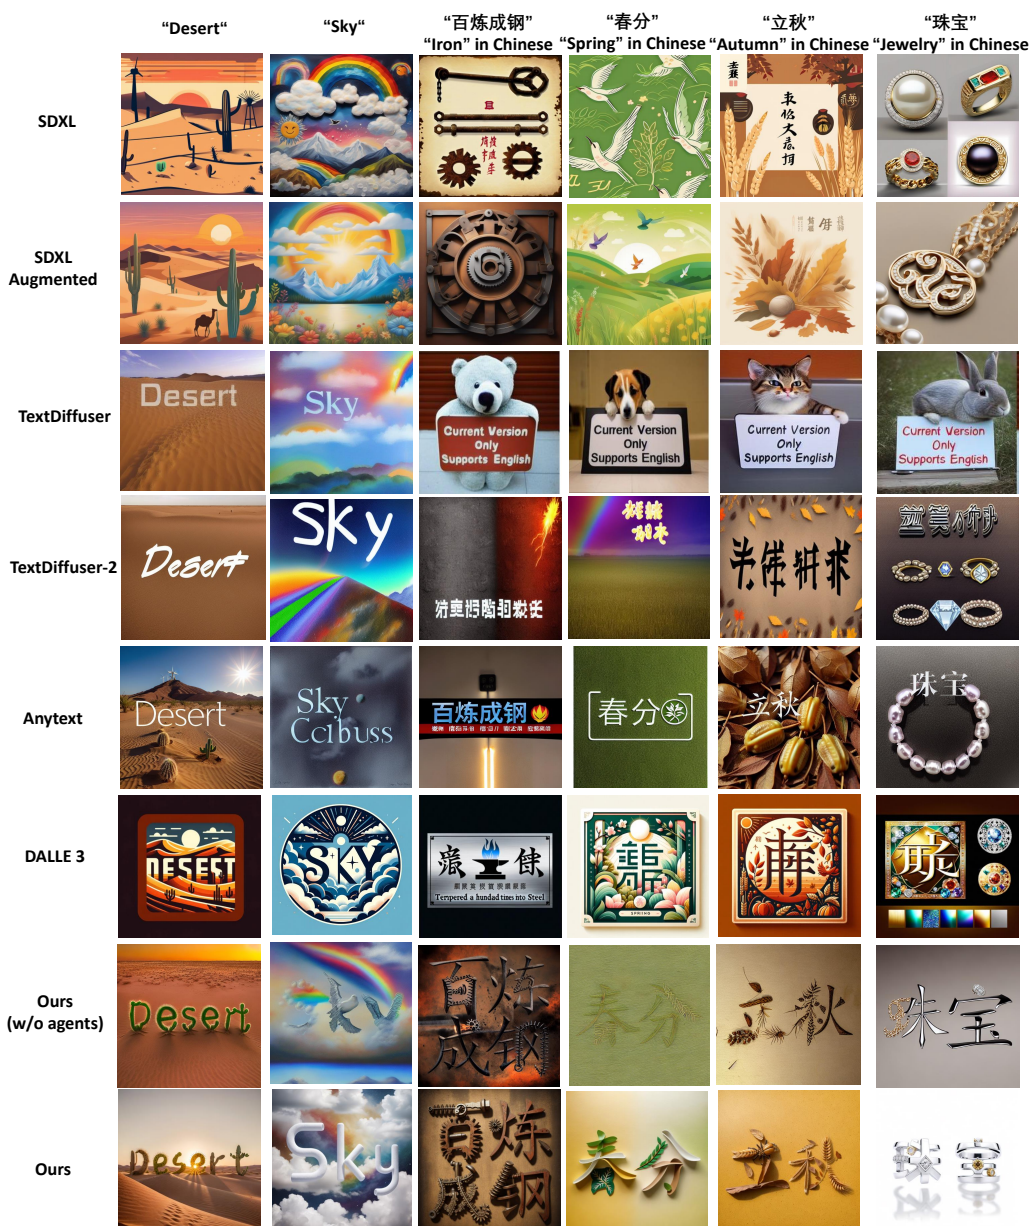 “Desert“
“Sky“
“百炼成钢”
“Iron” in Chinese
“春分”
“Spring” in Chinese
“立秋”
“Autumn” in Chinese
“珠宝”
“Jewelry” in Chinese
SDXL
SDXL
Augmented
TextDiffuser
Desert
Sky
Current Version
Only
Supports English
Current Version
Only
Supports English
Current Version
Only
Supports English
Current Version
Only
Supports English
TextDiffuser-2
Desert
Sky
Anytext
Desert
Sky
Ccibuss
百炼成钢
春分
立秋
珠宝
DALLE 3
DESERT
SKY
Tempered a hundad tines into Steel
SPRING
Ours
(w/o agents)
Desert
百炼
成钢
春分
立秋
珠宝
Ours
Desert
Sky
百炼
成钢
春分
立秋
珠宝